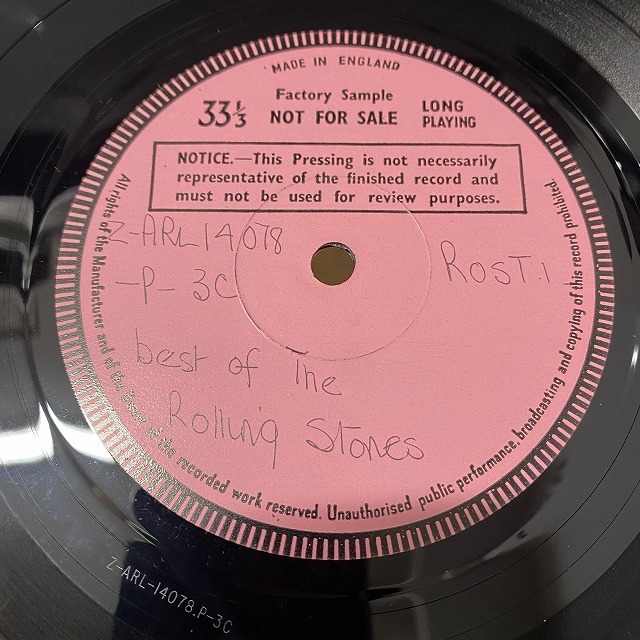 MADE IN ENGLAND
Factory Sample
33⅓ NOT FOR SALE LONG PLAYING
NOTICE.—This Pressing is not necessarily
representative of the finished record and
must not be used for review purposes.
Z-ARL14078
-P-3C
ROST.1
best of The
Rolling Stones
All rights of the Manufacturer and of the Owner of the recorded work reserved. Unauthorised public performance, broadcasting and copying of this record prohibited.
Z-ARL-14078.P-3C